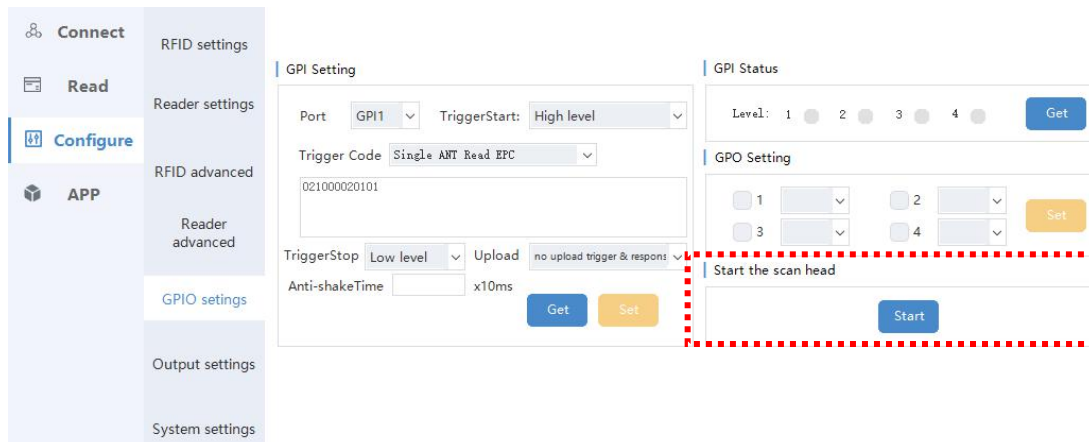 Connect
Read
Configure
APP
RFID settings
Reader settings
RFID advanced
Reader
advanced
GPIO setings
Output settings
System settings
GPI Setting
Port GPI1 TriggerStart: High level
Trigger Code Single ANT Read EPC
021000020101
TriggerStop Low level Upload no upload trigger & respons
Anti-shakeTime x10ms
Get Set
GPI Status
Level: 1 2 3 4 Get
GPO Setting
1 2
3 4
Set
Start the scan head
Start